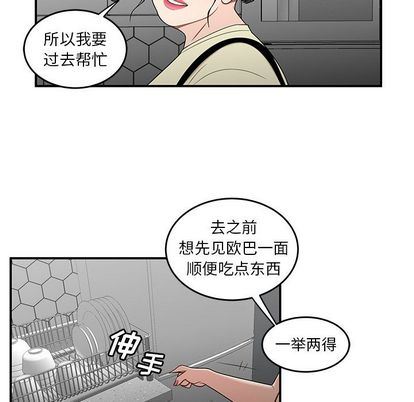 所以我要
过去帮忙
去之前
想先见欧巴一面
顺便吃点东西
一举两得
伸手